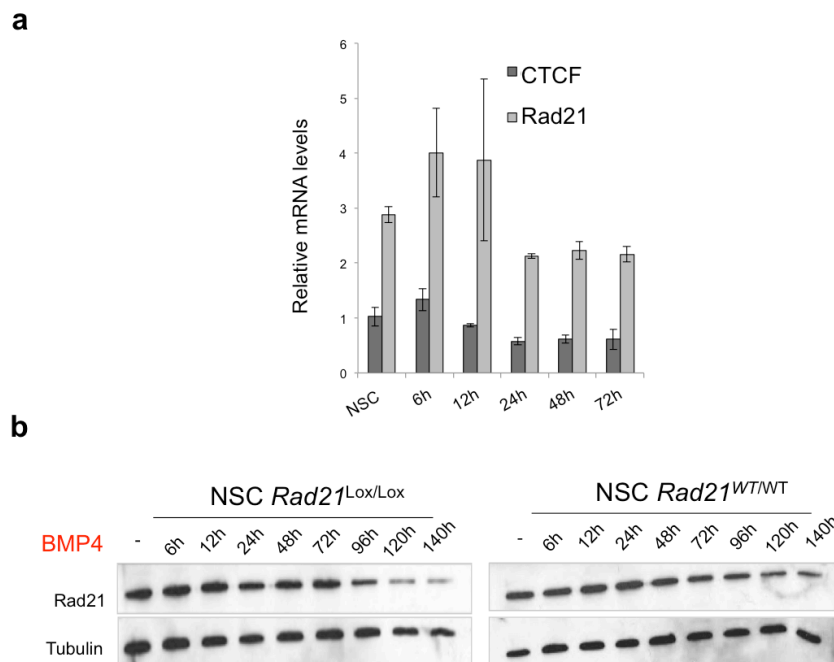 a
6
5
4
3
2
1
0
Relative mRNA levels
CTCF
Rad21
NSC 6h 12h 24h 48h 72h
b
NSC Rad21Lox/Lox
NSC Rad21WT/WT
BMP4 - 6h 12h 24h 48h 72h 96h 120h 140h
- 6h 12h 24h 48h 72h 96h 120h 140h
Rad21
Tubulin